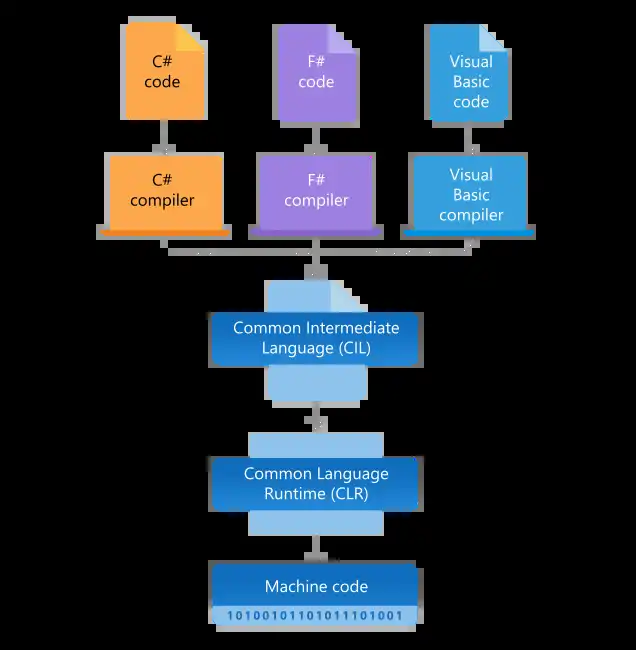 C#
code
F#
code
Visual
Basic
code
C#
compiler
F#
compiler
Visual
Basic
compiler
Common Intermediate
Language (CIL)
Common Language
Runtime (CLR)
Machine code
10100101101011101001